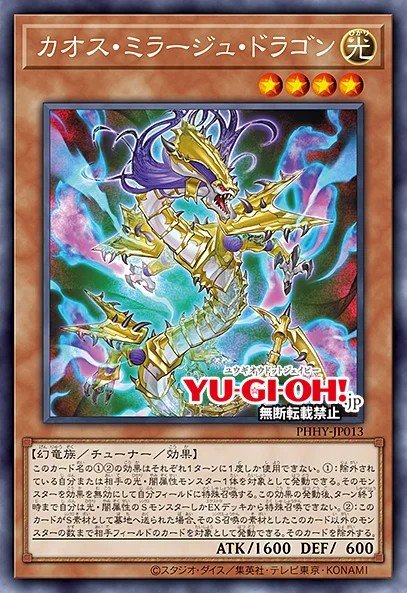 カオス・ミラージュ・ドラゴン
ひかり
光
ユウギオウドットジェイピー
YU-GI-OH!.jp
無断転載禁止
PHHY-JP013
【幻竜族/チューナー/効果】
このカード名の①②の効果はそれぞれ1ターンに1度しか使用できない。①：除外され
ている自分または相手の光・闇属性モンスター1体を対象として発動できる。そのモ
ンスターを効果を無効にして自分フィールドに特殊召喚する。この効果の発動後、ターン終了
時まで自分は光・闇属性のSモンスターしかEXデッキから特殊召喚できない。②：この
カードがS素材として墓地へ送られた場合、そのS召喚の素材としたこのカード以外のモ
ンスターの数まで相手フィールドのカードを対象として発動できる。そのカードを破壊する。
ATK/1600 DEF/ 600
©スタジオ・ダイス/集英社・テレビ東京・KONAMI